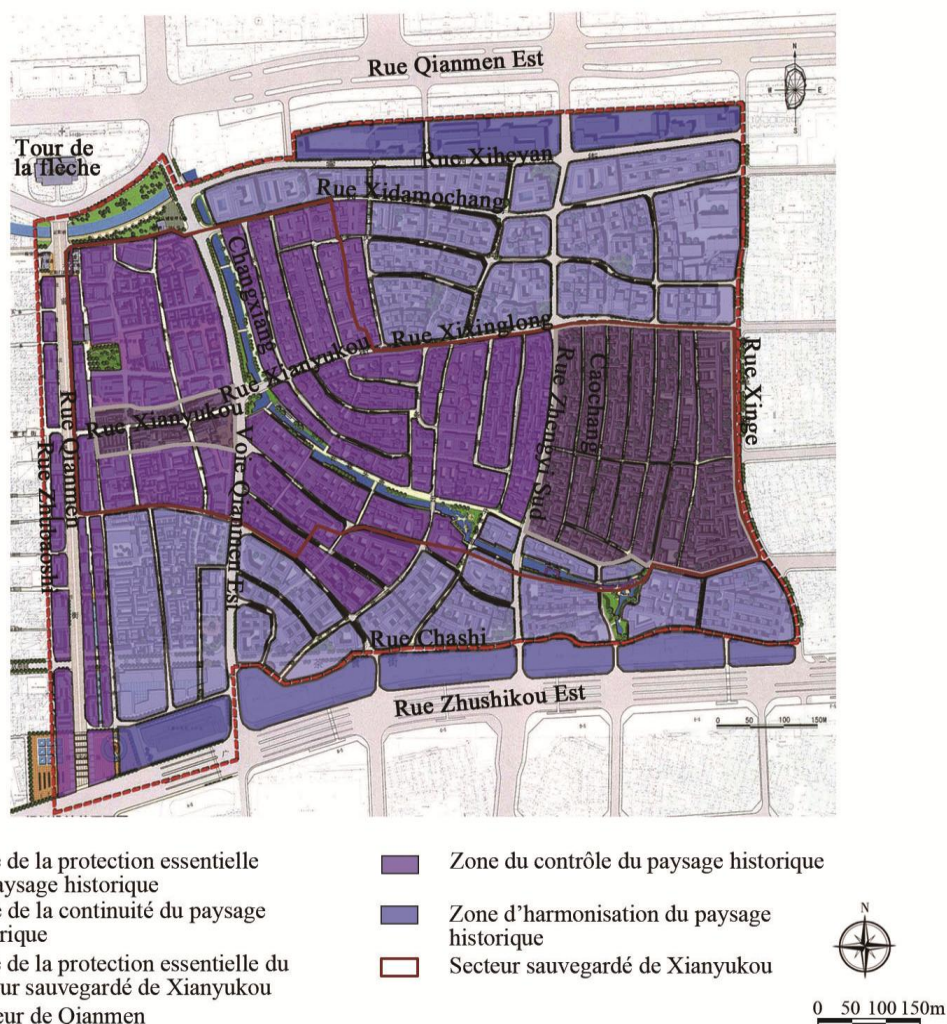 Rue Qianmen Est
N
W
E
S
Tour de
la flèche
Rue Xiheyan
Rue Xidamochang
Changxiang
Rue Xixinglong
Rue Xianyukou
Rue Xianyukou
Rue Zhengyi Sud
Caochang
Rue Xinge
Rue Qianmen
Rue Zhubaoshi
Voie Qianmen Est
Rue Chashi
Rue Zhushikou Est
0 50 100 150M
e de la protection essentielle
aysage historique
e de la continuité du paysage
rique
e de la protection essentielle du
ur sauvegardé de Xianyukou
eur de Qianmen
Zone du contrôle du paysage historique
Zone d’harmonisation du paysage
historique
Secteur sauvegardé de Xianyukou
N
0 50 100 150m